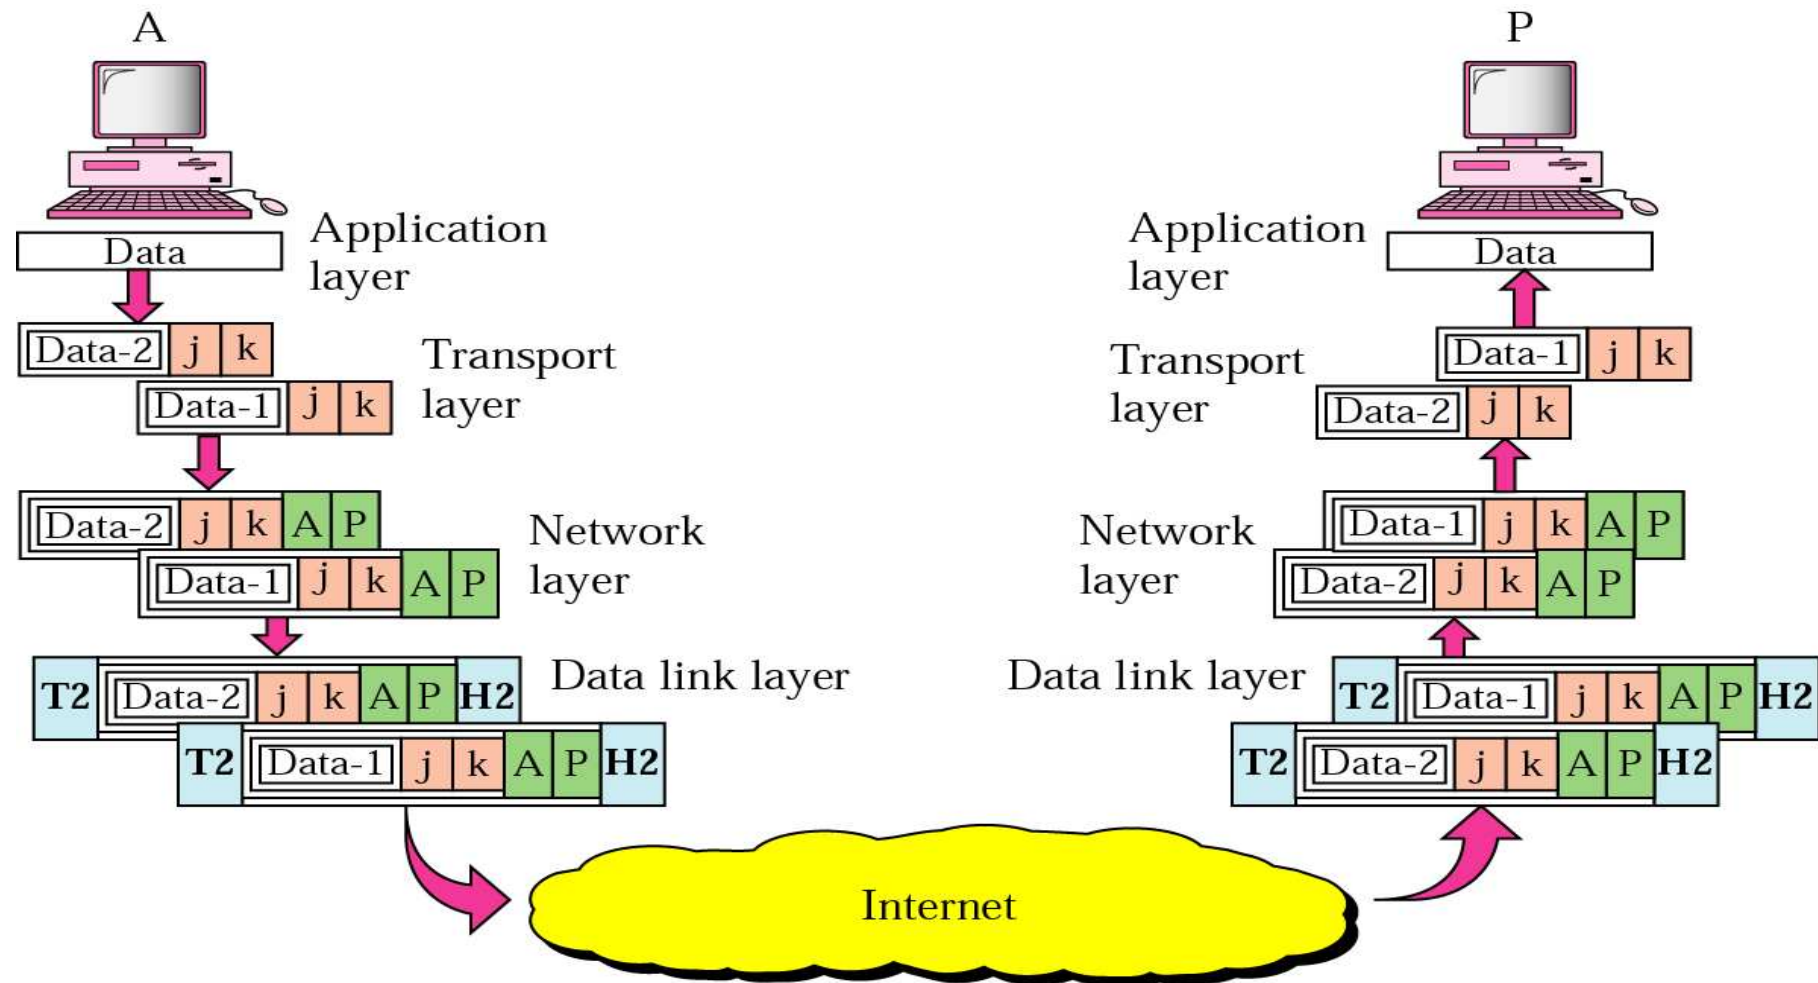 A
Data
Application
layer
Data-2 j k
Data-1 j k
Transport
layer
Data-2 j k A P
Data-1 j k A P
Network
layer
T2 Data-2 j k A P H2
T2 Data-1 j k A P H2
Data link layer
Internet
P
Application
layer
Data
Transport
layer
Data-1 j k
Data-2 j k
Network
layer
Data-1 j k A P
Data-2 j k A P
Data link layer
T2 Data-1 j k A P H2
T2 Data-2 j k A P H2